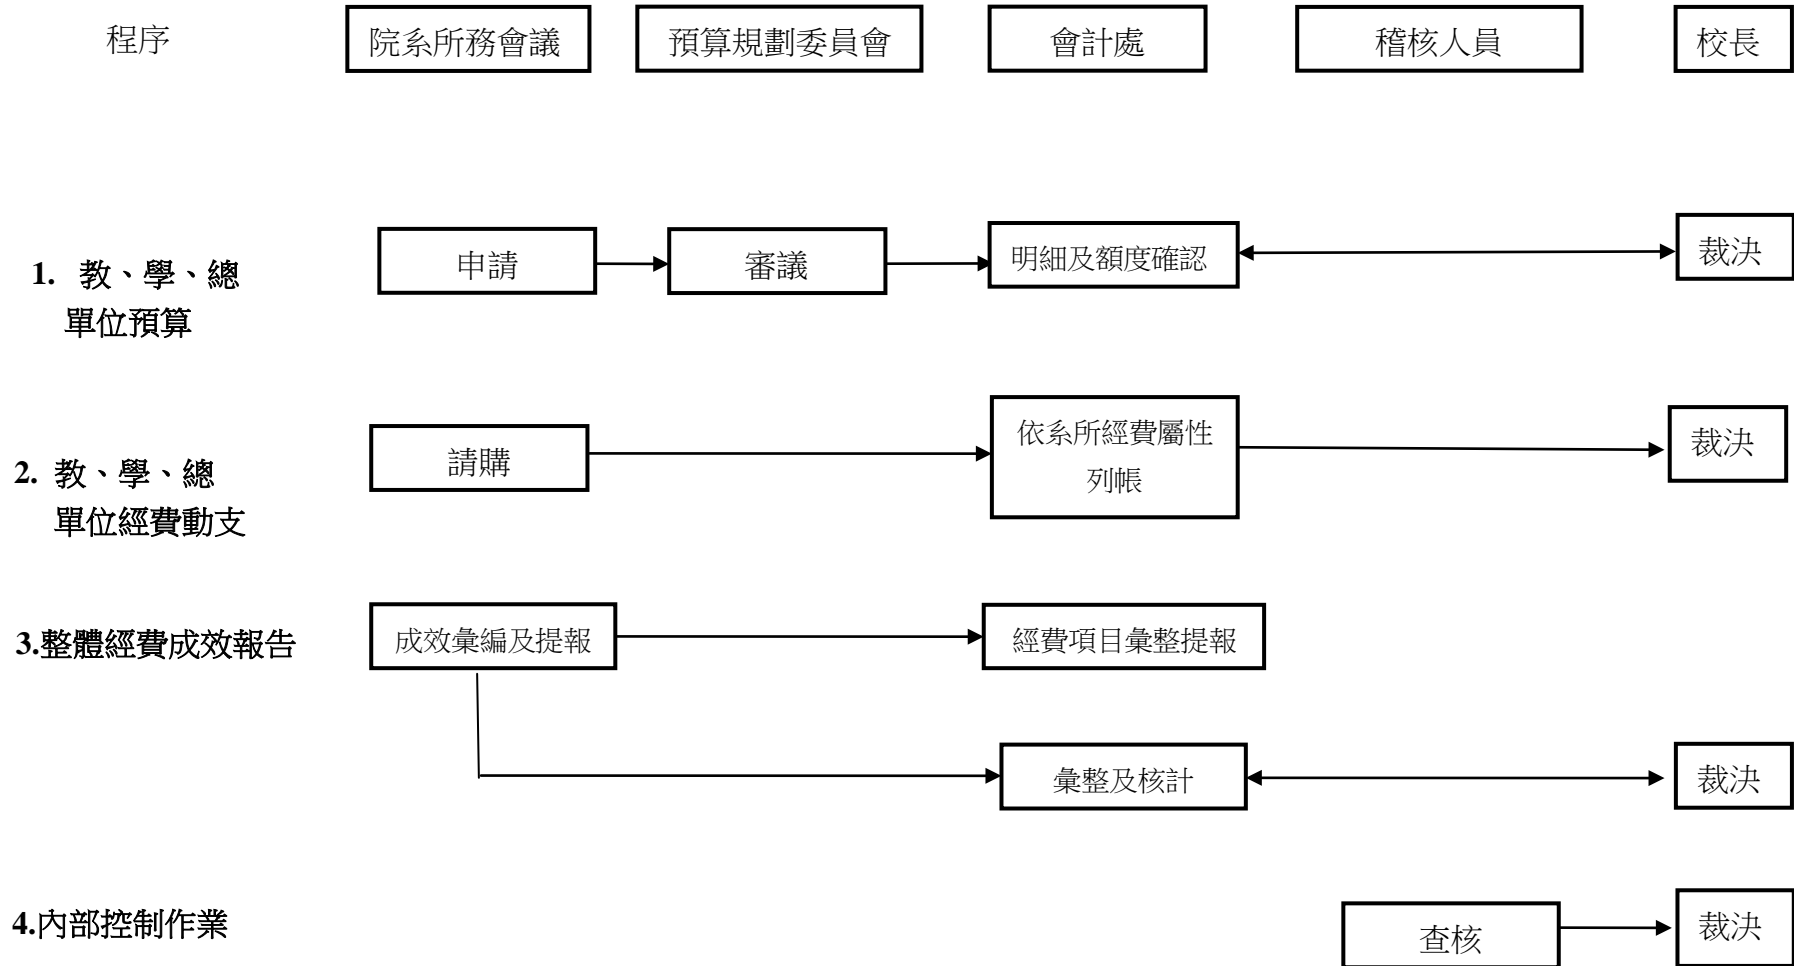 程序
院系所務會議
預算規劃委員會
會計處
稽核人員
校長
1. 教、學、總
單位預算
申請
審議
明細及額度確認
裁決
2. 教、學、總
單位經費動支
請購
依系所經費屬性
列帳
裁決
3.整體經費成效報告
成效彙編及提報
經費項目彙整提報
彙整及核計
裁決
4.內部控制作業
查核
裁決